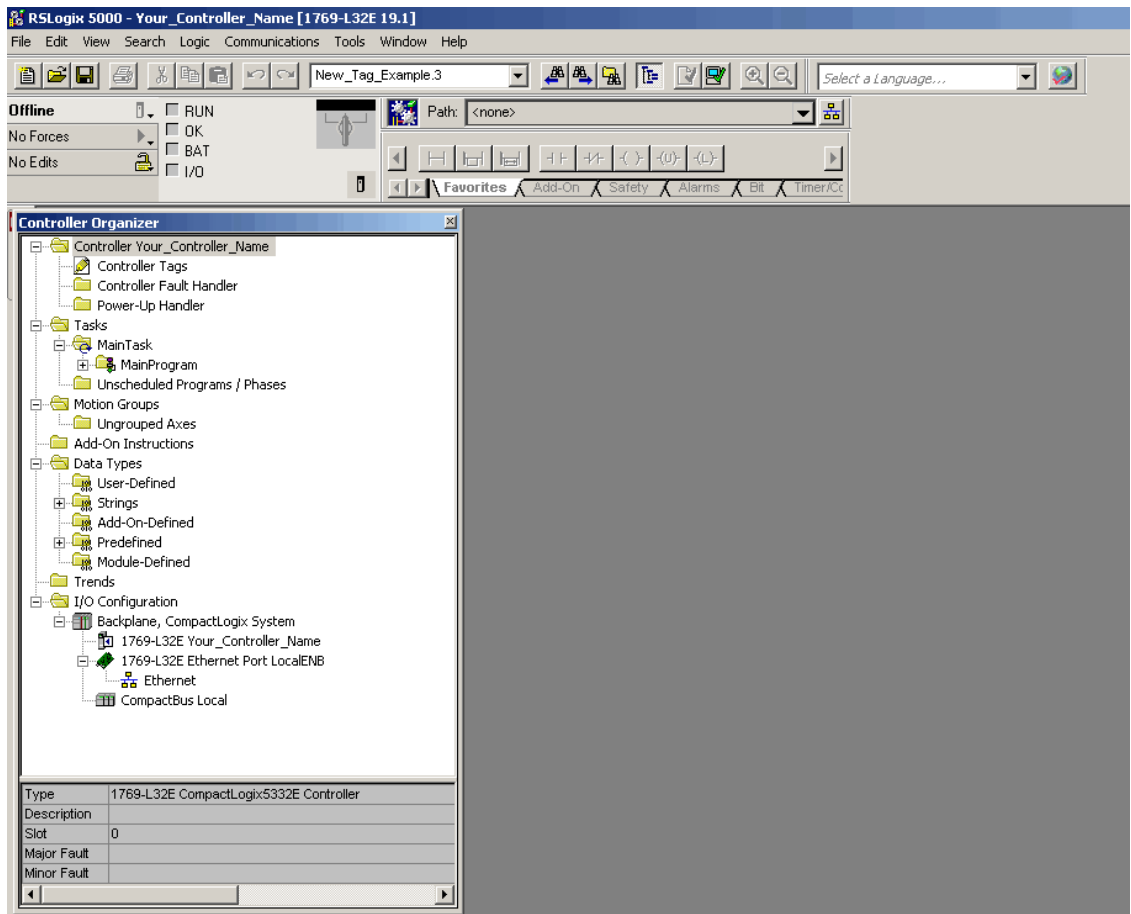 RSLogix 5000 - Your_Controller_Name [1769-L32E 19.1]
File Edit View Search Logic Communications Tools Window Help
New_Tag_Example.3 Select a Language...
Offline RUN Path: <none>
No Forces OK
No Edits BAT
I/O
Favorites Add-On Safety Alarms Bit Timer/Cc
Controller Organizer
Controller Your_Controller_Name
Controller Tags
Controller Fault Handler
Power-Up Handler
Tasks
MainTask
MainProgram
Unscheduled Programs / Phases
Motion Groups
Ungrouped Axes
Add-On Instructions
Data Types
User-Defined
Strings
Add-On-Defined
Predefined
Module-Defined
Trends
I/O Configuration
Backplane, CompactLogix System
1769-L32E Your_Controller_Name
1769-L32E Ethernet Port LocalENB
Ethernet
CompactBus Local
Type 1769-L32E CompactLogix5332E Controller
Description
Slot 0
Major Fault
Minor Fault